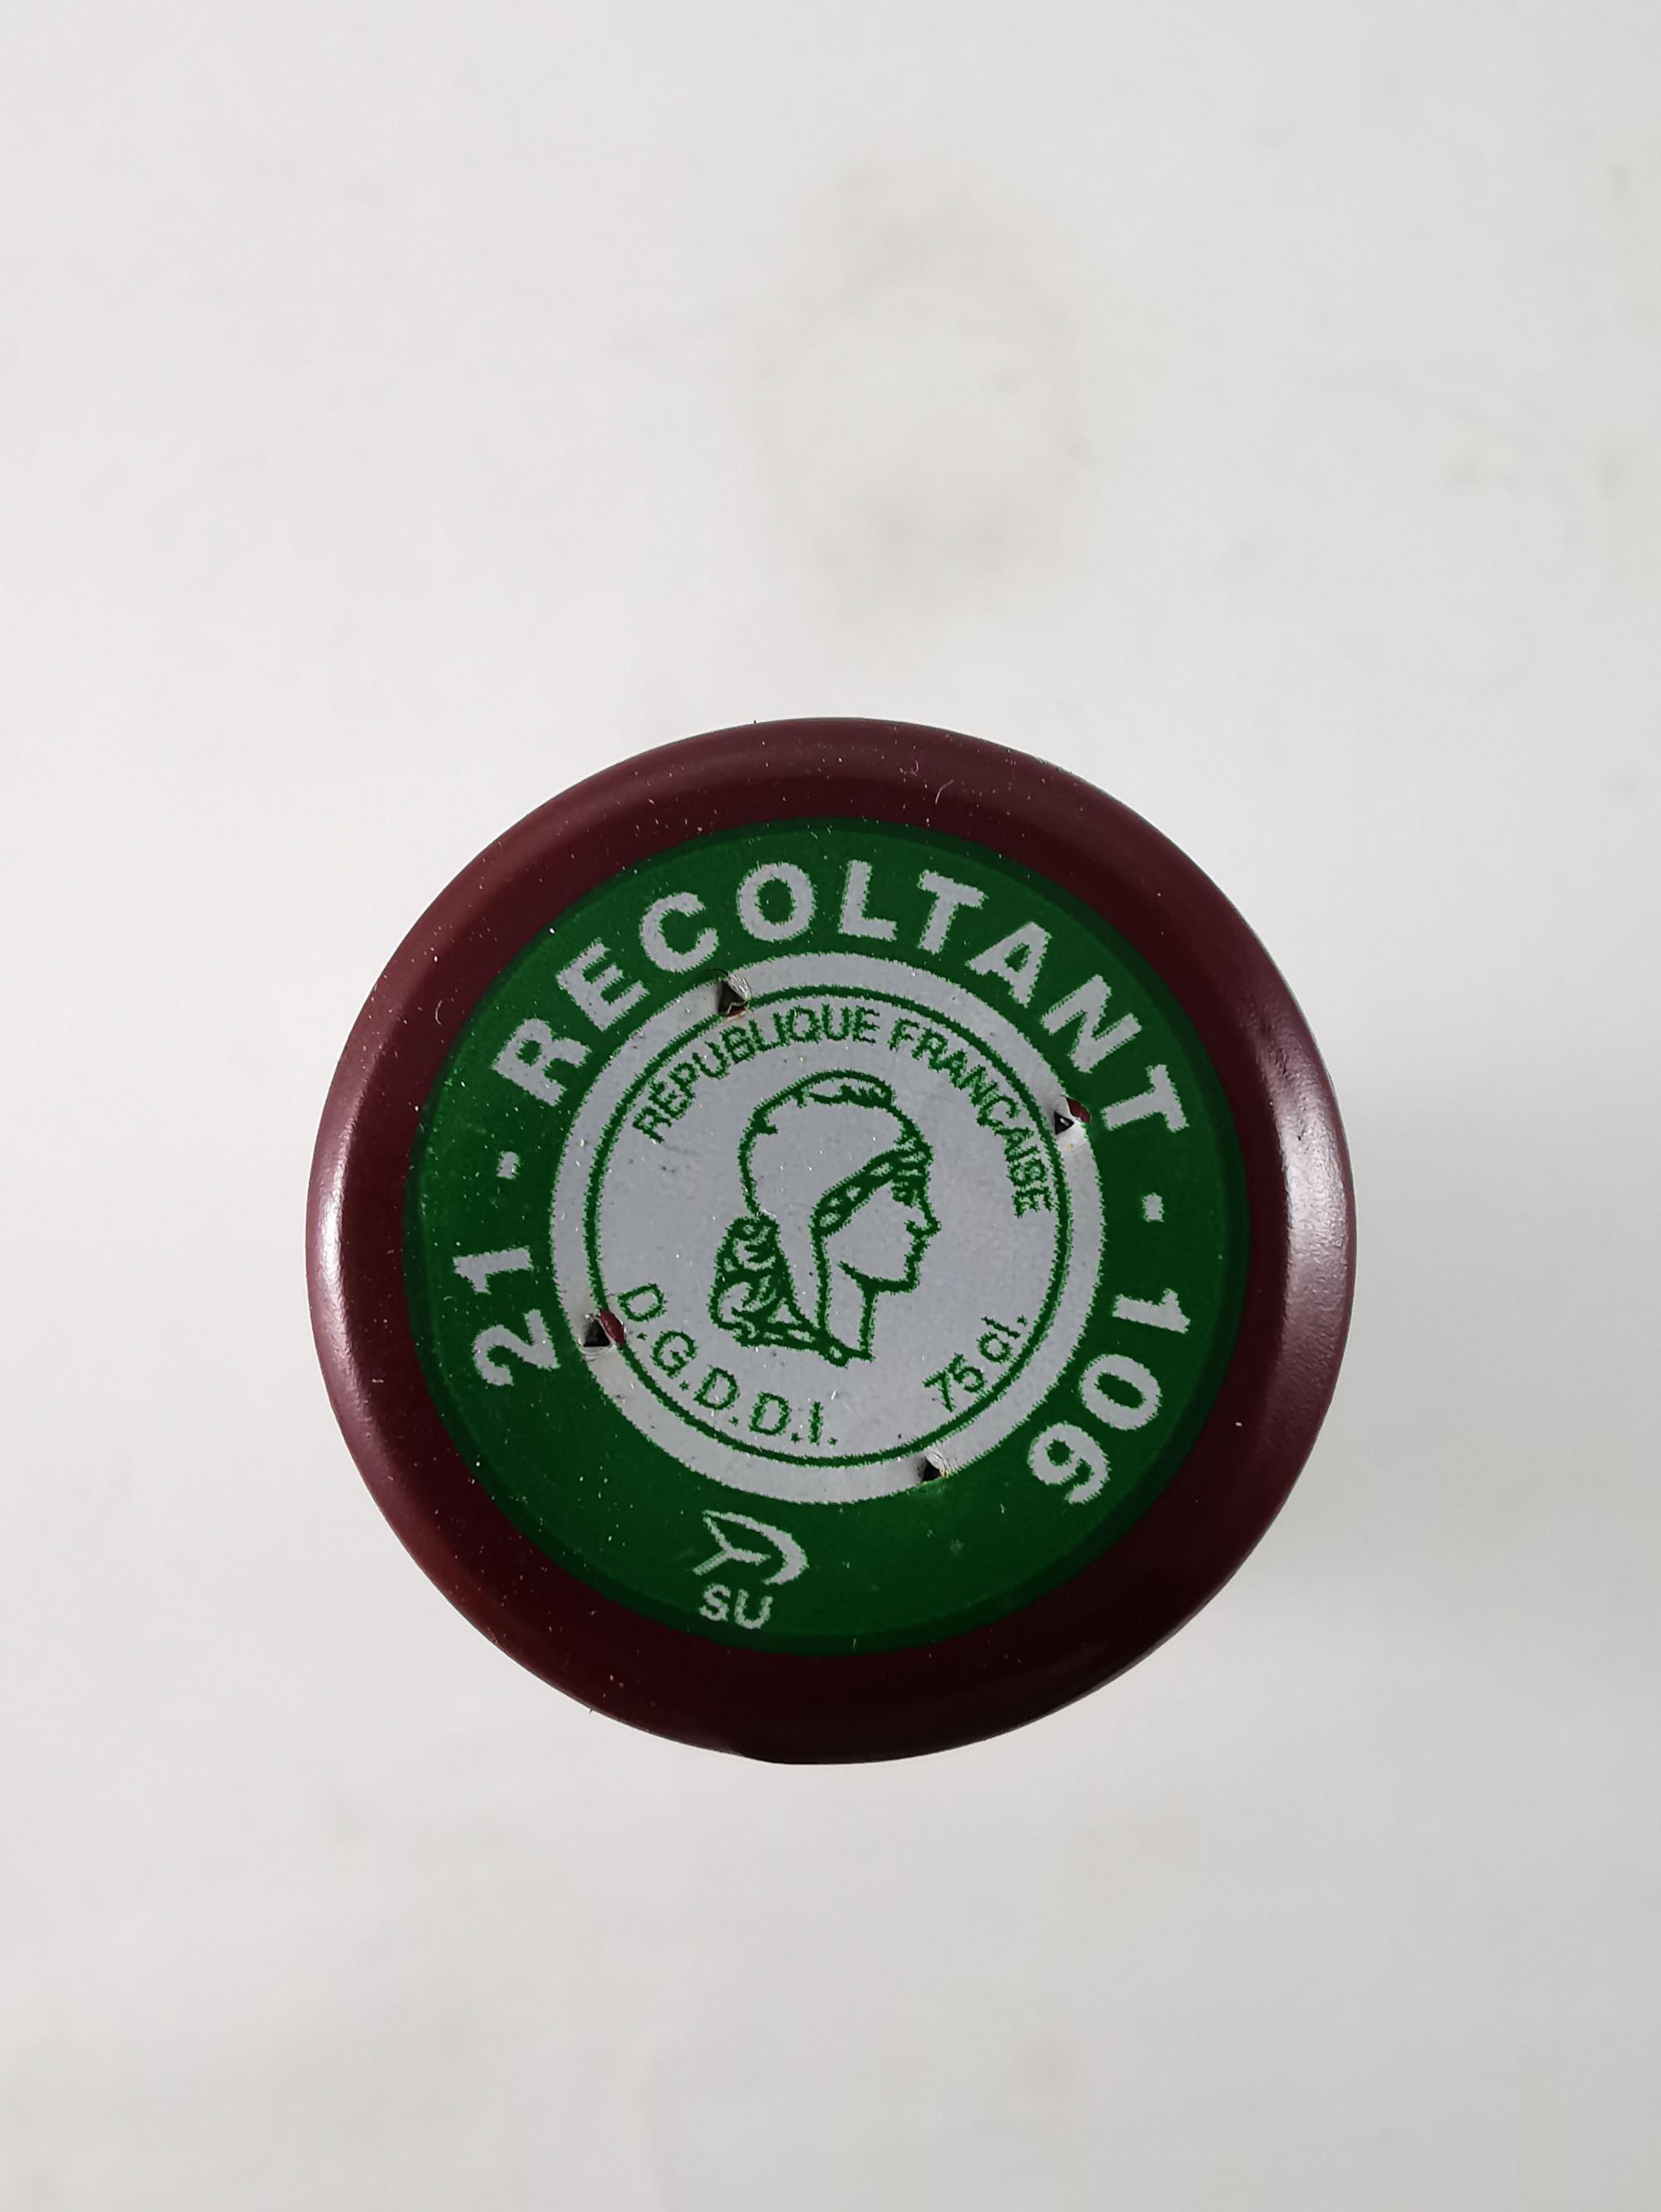 21 - RECOLTANT - 106
RÉPUBLIQUE FRANÇAISE
D.G.D.D.I.
75 cl.
SU